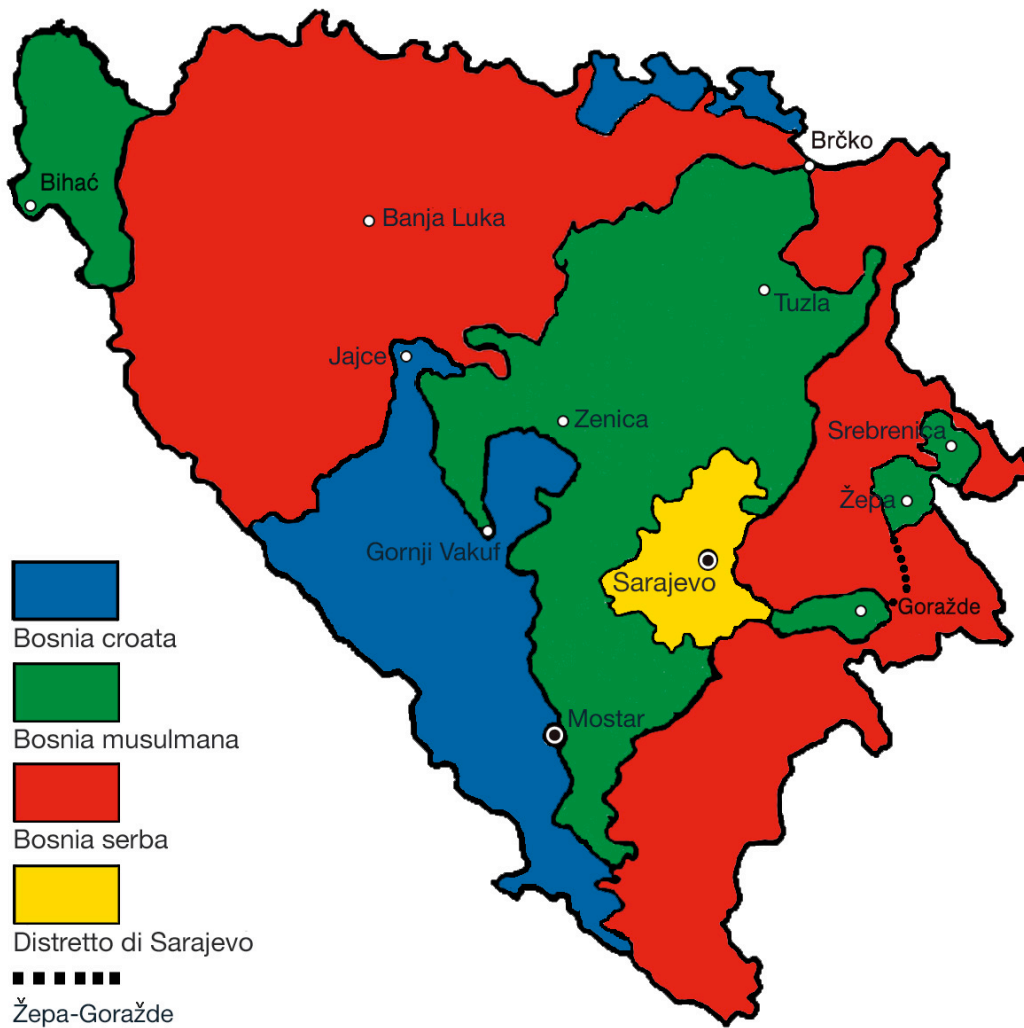 Brčko
Bihać
Banja Luka
Tuzla
Jajce
Zenica
Srebrenica
Žepa
Gornji Vakuf
Sarajevo
Goražde
Mostar
Bosnia croata
Bosnia musulmana
Bosnia serba
Distretto di Sarajevo
Žepa-Goražde